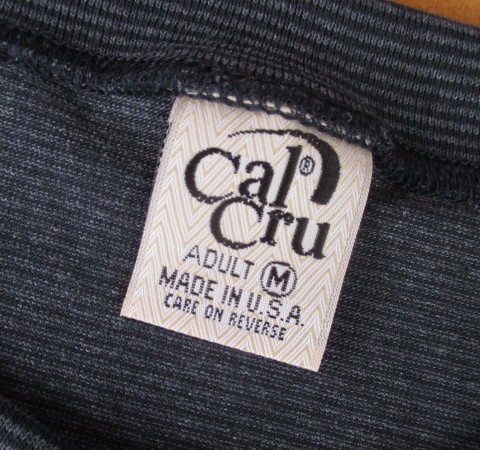 Cal®
Cru
ADULT M
MADE IN U.S.A.
CARE ON REVERSE